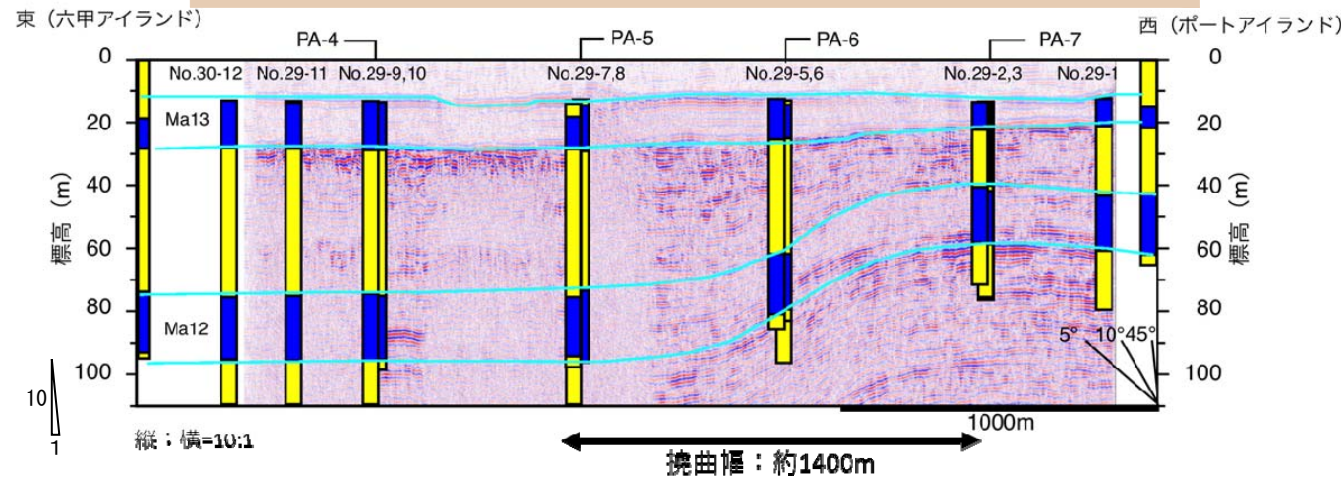 東（六甲アイランド）
西（ポートアイランド）
PA-4
PA-5
PA-6
PA-7
No.30-12 No.29-11 No.29-9,10 No.29-7,8 No.29-5,6 No.29-2,3 No.29-1
0
20
40
60
80
100
標高（m）
0
20
40
60
80
100
標高（m）
Ma13
Ma12
5° 10°45°
10
1
縦：横=10:1
1000m
撓曲幅：約1400m